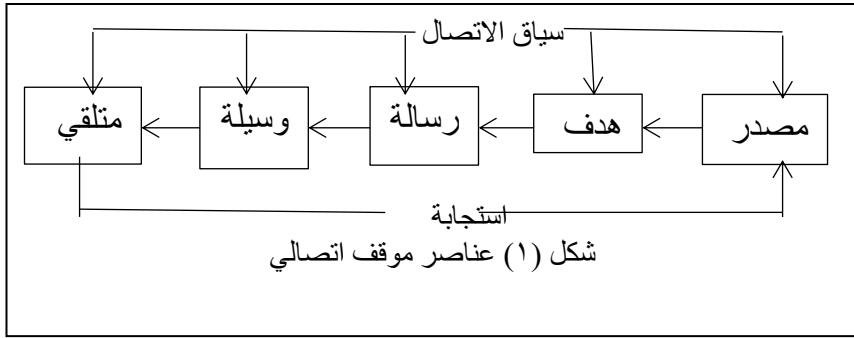 سياق الاتصال
مصدر هدف رسالة وسيلة متلقي
استجابة
شكل (١) عناصر موقف اتصالي